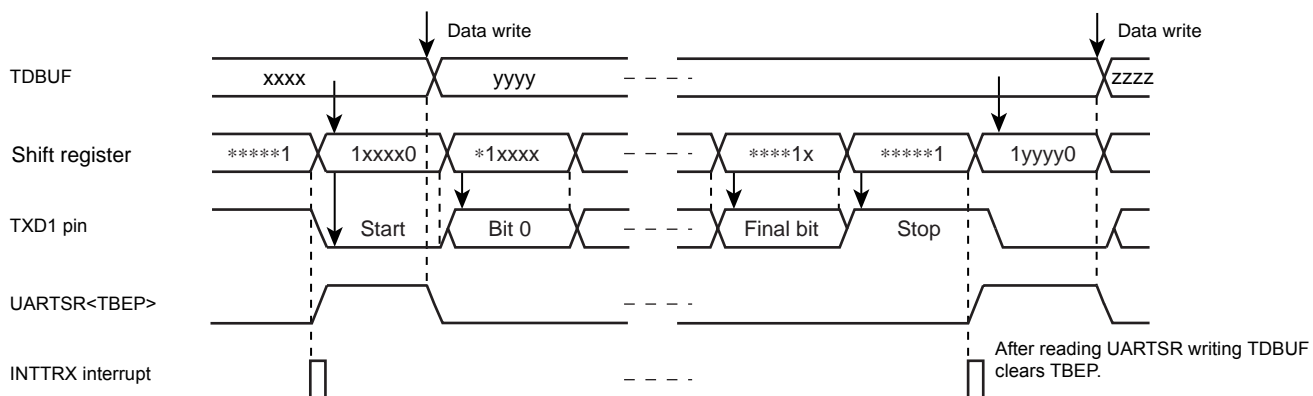 Data write
Data write
TDBUF
xxxx
yyyy
zzzz
Shift register
*****1
1xxxx0
*1xxxx
****1x
*****1
1yyyy0
TXD1 pin
Start
Bit 0
Final bit
Stop
UARTSR<TBEP>
INTTRX interrupt
After reading UARTSR writing TDBUF
clears TBEP.